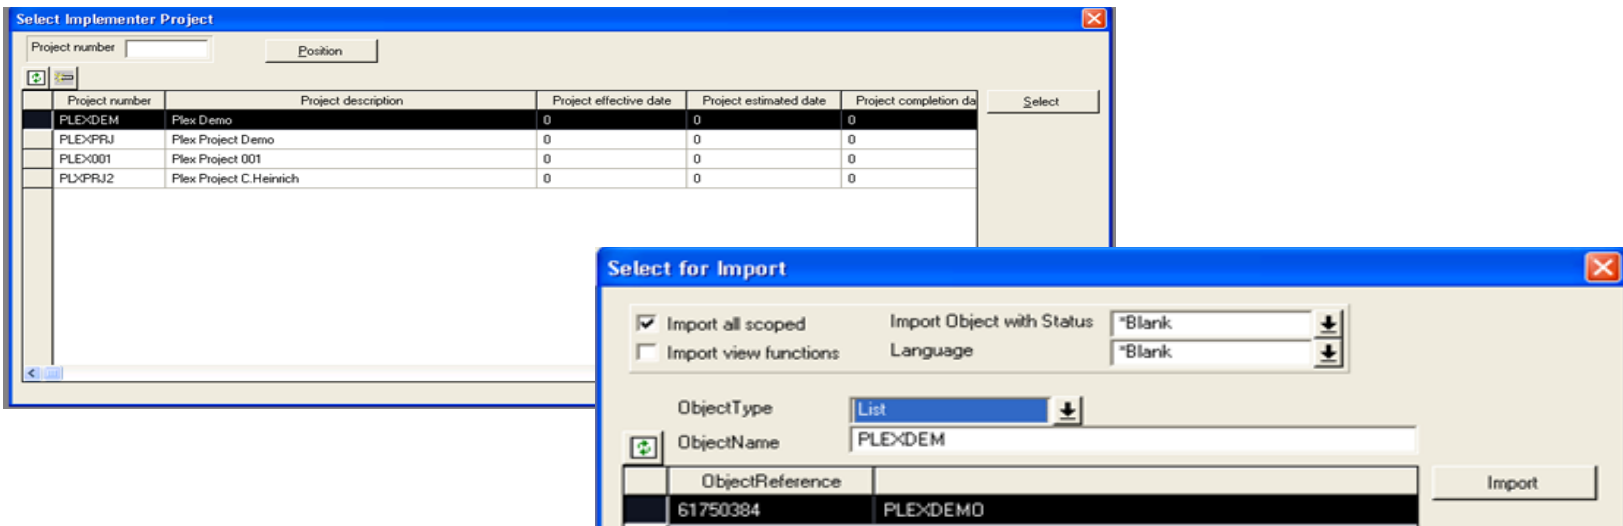 Select Implementer Project
Project number
Position
Project number Project description Project effective date Project estimated date Project completion da
Select
PLEXDEM Plex Demo 0 0 0
PLEXPRJ Plex Project Demo 0 0 0
PLEX001 Plex Project 001 0 0 0
PLXPRJ2 Plex Project C.Heinrich 0 0 0
Select for Import
Import all scoped Import Object with Status *Blank
Import view functions Language *Blank
ObjectType List
ObjectName PLEXDEM
ObjectReference
Import
61750384 PLEXDEMO